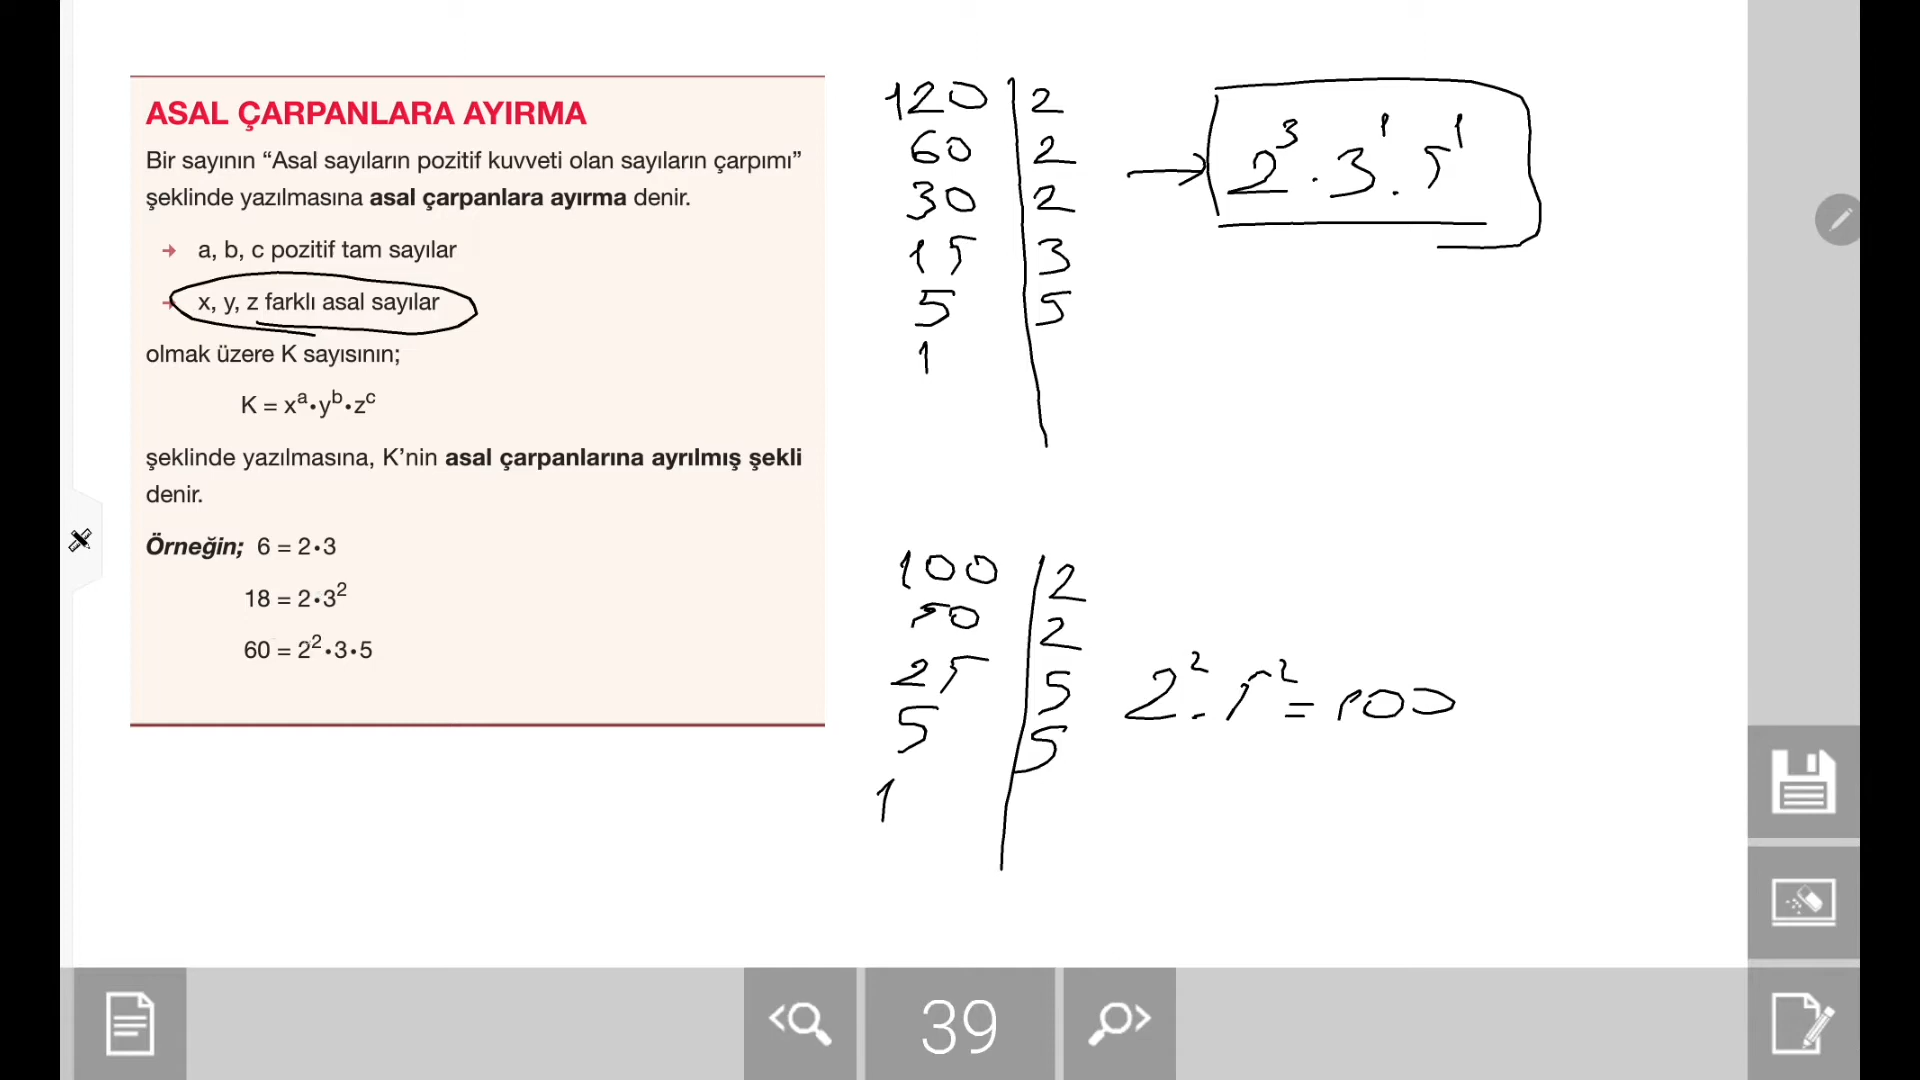 ASAL ÇARPANLARA AYIRMA
Bir sayının “Asal sayıların pozitif kuvveti olan sayıların çarpımı”
şeklinde yazılmasına asal çarpanlara ayırma denir.
→ a, b, c pozitif tam sayılar
→ x, y, z farklı asal sayılar
olmak üzere K sayısının;
K = xᵃ•yᵇ•zᶜ
şeklinde yazılmasına, K’nin asal çarpanlarına ayrılmış şekli
denir.
Örneğin; 6 = 2•3
18 = 2•3²
60 = 2²•3•5
120 | 2
60 | 2
30 | 2
15 | 3
5 | 5
1
→ 2³ . 3¹ . 5¹
100 | 2
50 | 2
25 | 5
5 | 5
1
2² . 5² = 100
39